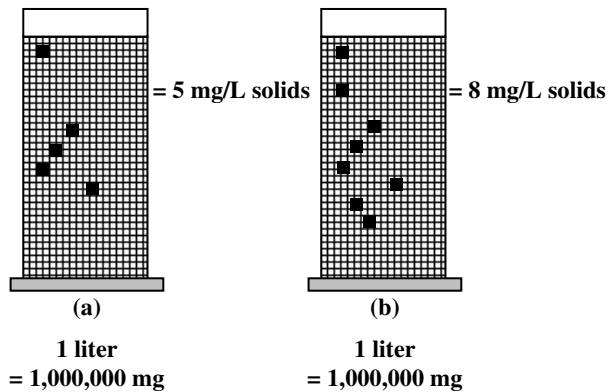 = 5 mg/L solids
= 8 mg/L solids
(a)
(b)
1 liter
= 1,000,000 mg
1 liter
= 1,000,000 mg